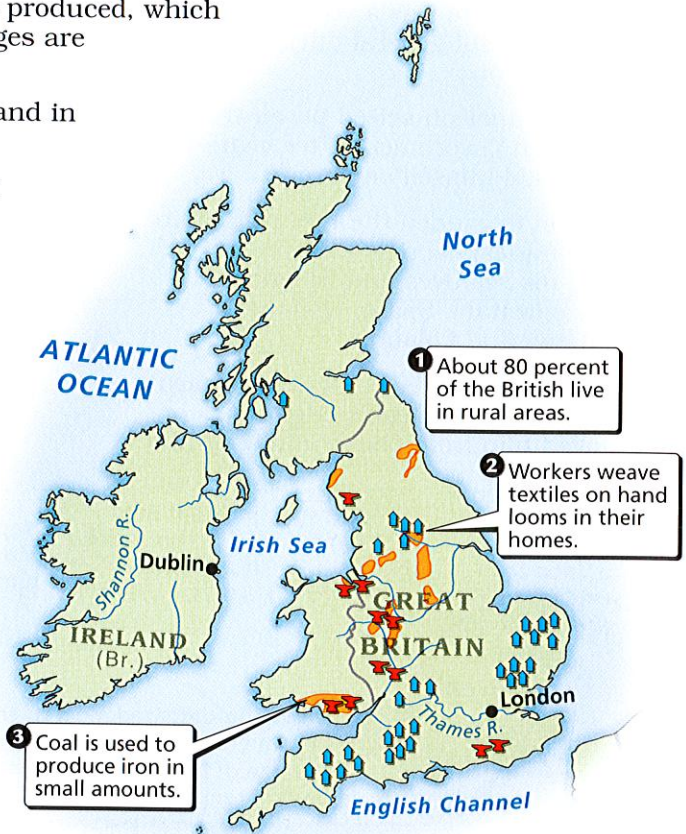 produced, which
ges are
and in
North
Sea
ATLANTIC
OCEAN
1 About 80 percent
of the British live
in rural areas.
2 Workers weave
textiles on hand
looms in their
homes.
Irish Sea
Shannon R.
Dublin
GREAT
BRITAIN
IRELAND
(Br.)
London
Thames R.
3 Coal is used to
produce iron in
small amounts.
English Channel